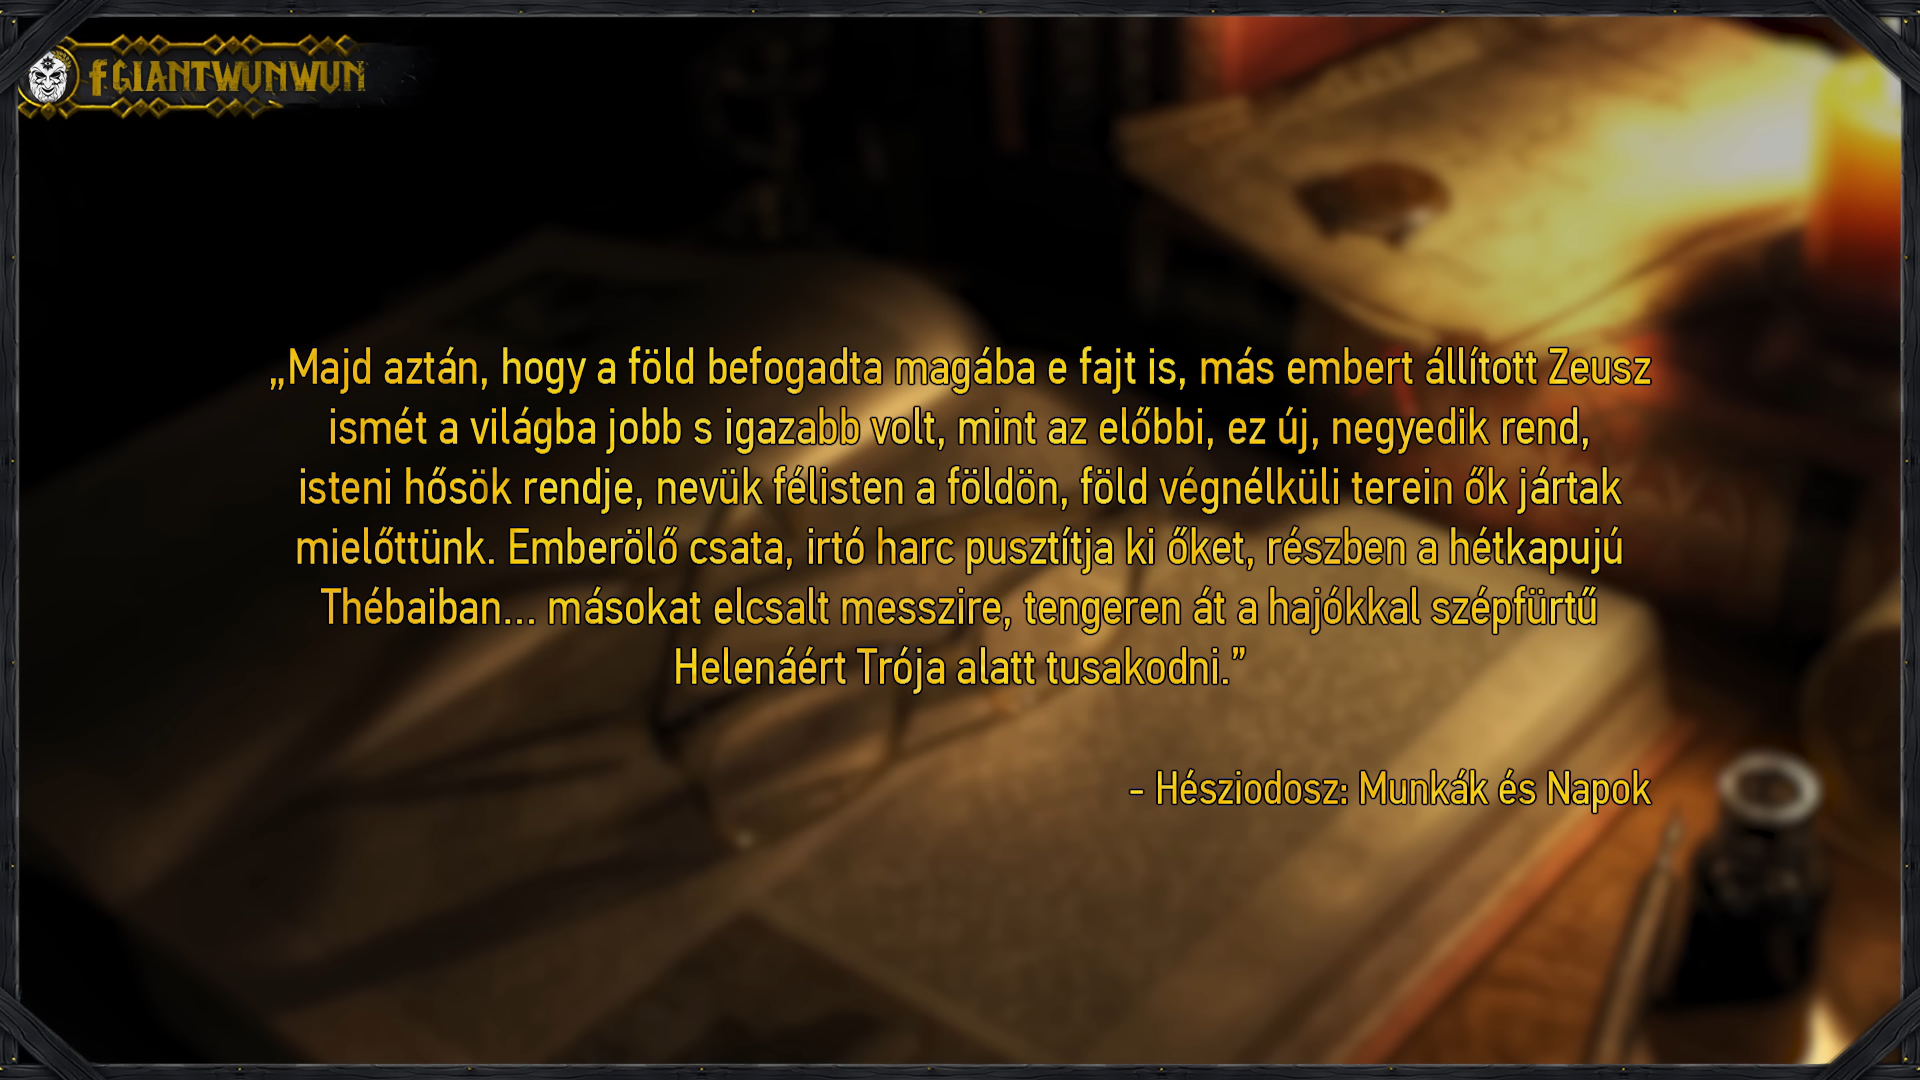 FGIANTWUNWUN
„Majd aztán, hogy a föld befogadta magába e fajt is, más embert állított Zeusz
ismét a világba jobb s igazabb volt, mint az előbbi, ez új, negyedik rend,
isteni hősök rendje, nevük félisten a földön, föld végnélküli terein ők jártak
mielőttünk. Emberölő csata, irtó harc pusztítja ki őket, részben a hétkapujú
Thébaiban... másokat elcsalt messzire, tengeren át a hajókkal szépfürtű
Helenáért Trója alatt tusakodni.”
- Hésziodosz: Munkák és Napok